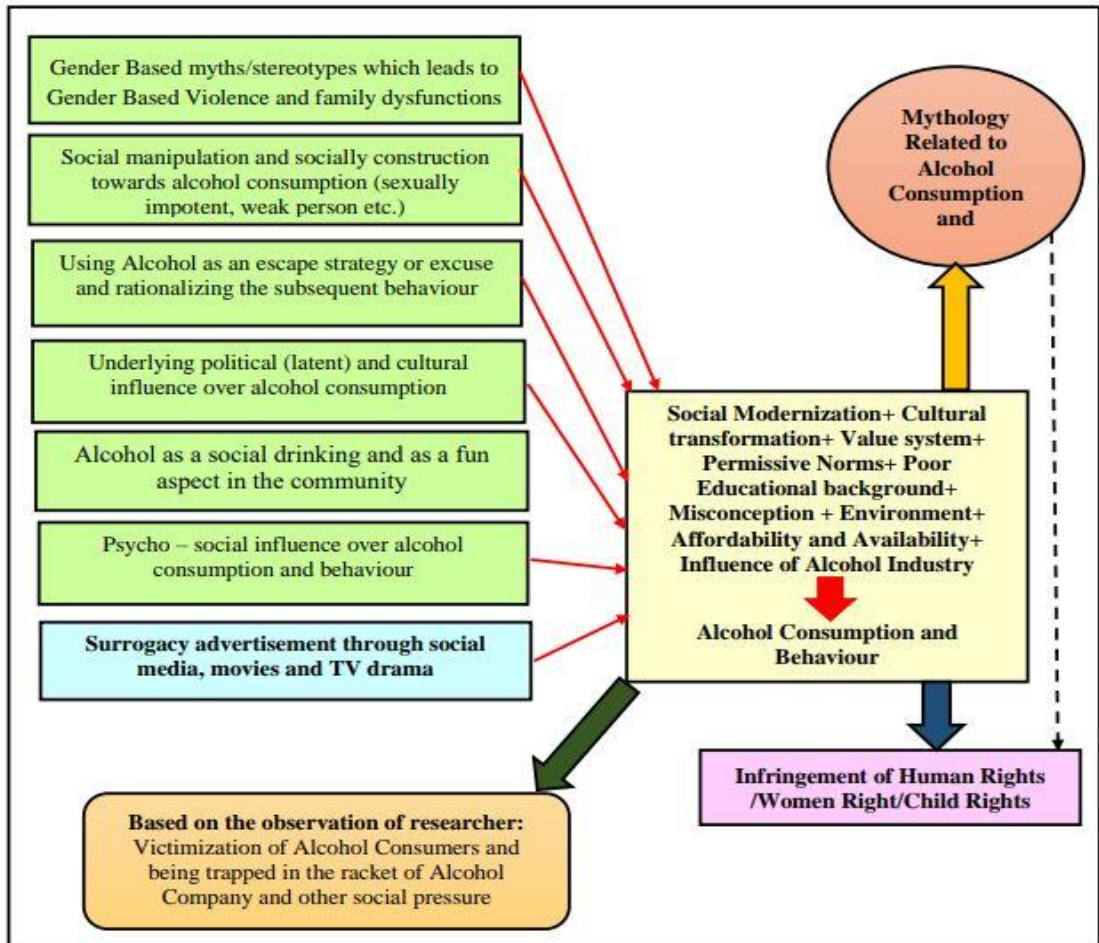 Gender Based myths/stereotypes which leads to
Gender Based Violence and family dysfunctions
Social manipulation and socially construction
towards alcohol consumption (sexually
impotent, weak person etc.)
Using Alcohol as an escape strategy or excuse
and rationalizing the subsequent behaviour
Underlying political (latent) and cultural
influence over alcohol consumption
Alcohol as a social drinking and as a fun
aspect in the community
Psycho – social influence over alcohol
consumption and behaviour
Surrogacy advertisement through social
media, movies and TV drama
Mythology
Related to
Alcohol
Consumption
and
Social Modernization+ Cultural
transformation+ Value system+
Permissive Norms+ Poor
Educational background+
Misconception + Environment+
Affordability and Availability+
Influence of Alcohol Industry
Alcohol Consumption and
Behaviour
Infringement of Human Rights
/Women Right/Child Rights
Based on the observation of researcher:
Victimization of Alcohol Consumers and
being trapped in the racket of Alcohol
Company and other social pressure